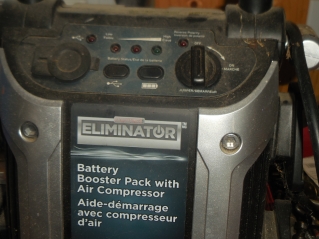 ELIMINATOR
Battery
Booster Pack with
Air Compressor
Aide-démarrage
avec compresseur
d'air